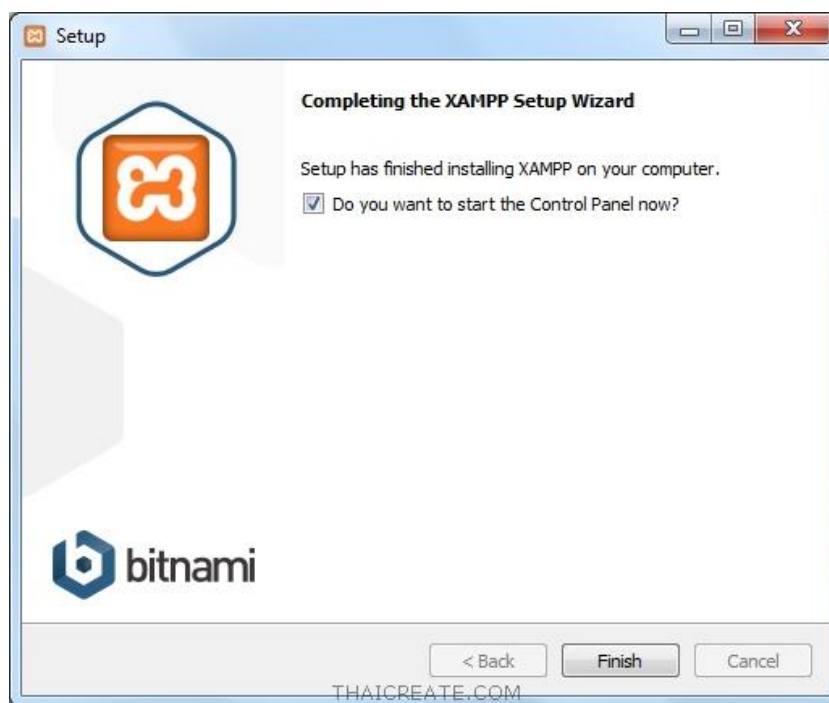 Setup
Completing the XAMPP Setup Wizard
Setup has finished installing XAMPP on your computer.
Do you want to start the Control Panel now?
bitnami
< Back
Finish
Cancel
THAICREATE.COM